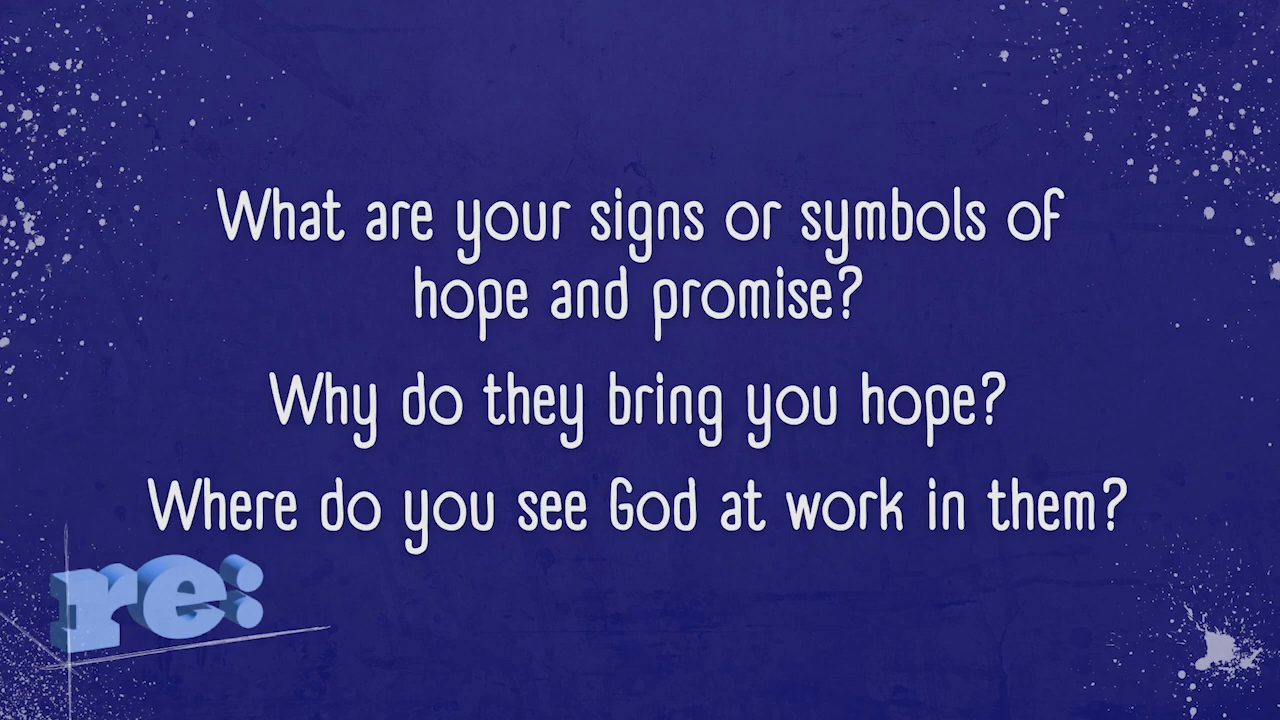 What are your signs or symbols of
hope and promise?
Why do they bring you hope?
Where do you see God at work in them?
re: